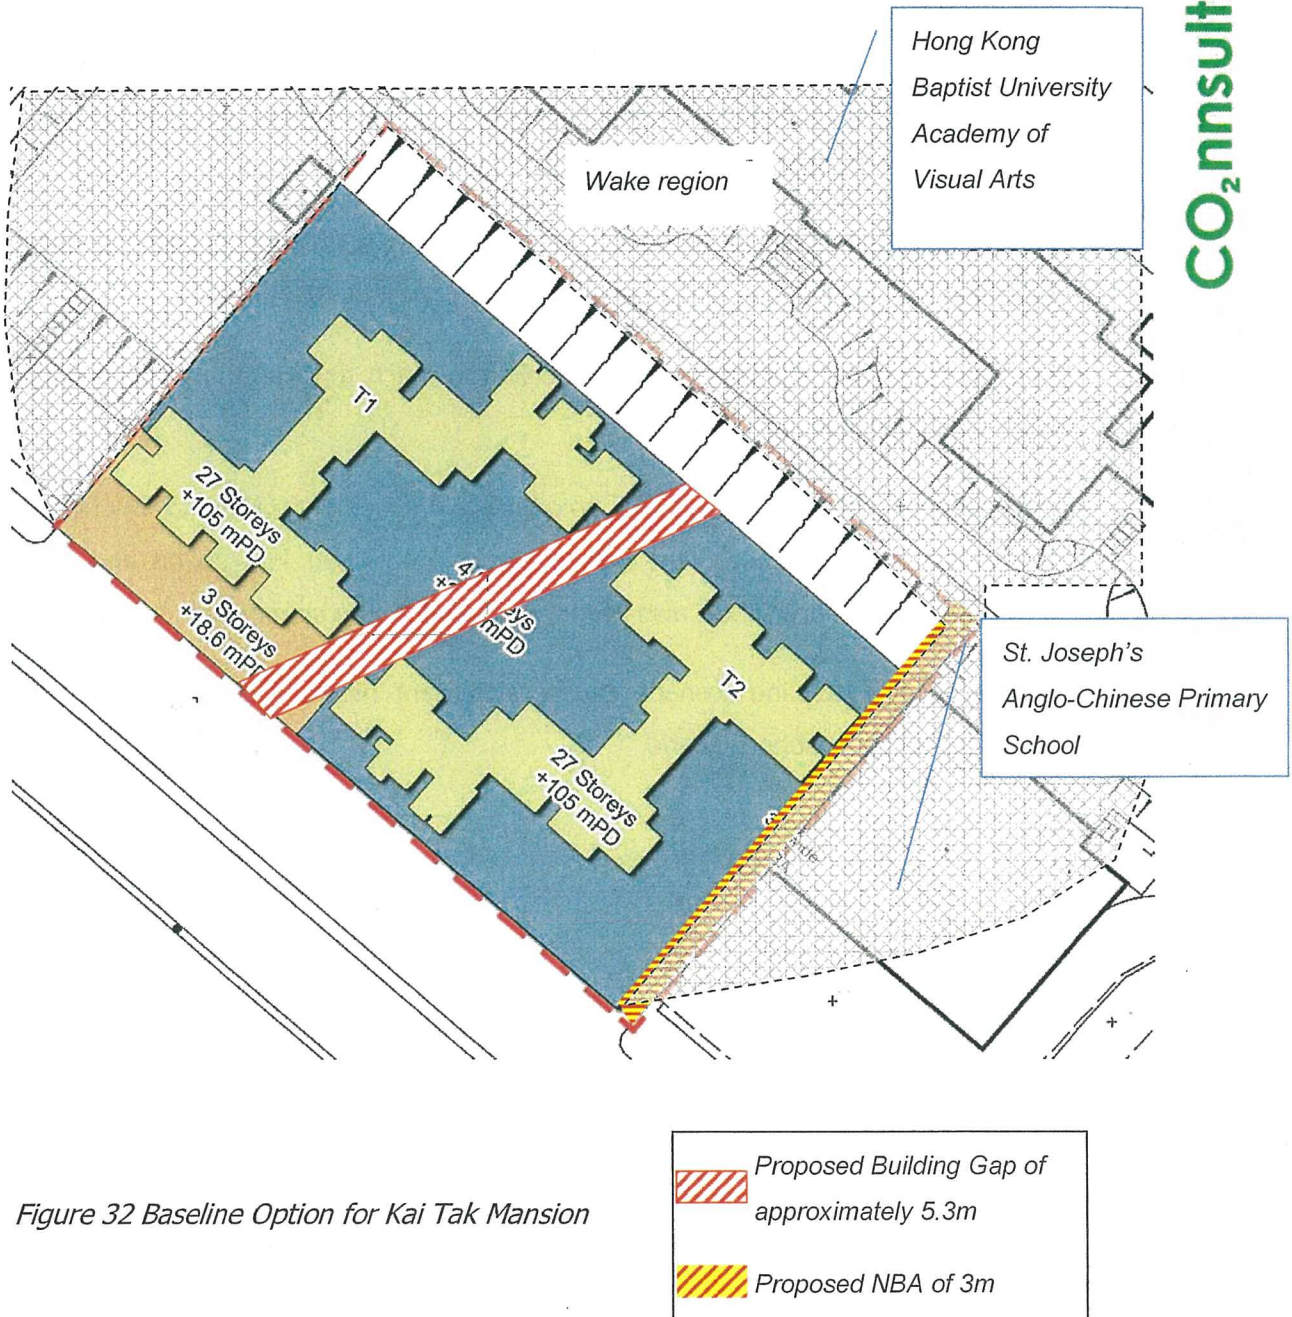 Hong Kong
Baptist University
Academy of
Visual Arts
CO₂nnsult
Wake region
T1
27 Storeys
+105 mPD
3 Storeys
+18.6 mPD
4
mPD
T2
27 Storeys
+105 mPD
St. Joseph's
Anglo-Chinese Primary
School
Figure 32 Baseline Option for Kai Tak Mansion
Proposed Building Gap of
approximately 5.3m
Proposed NBA of 3m